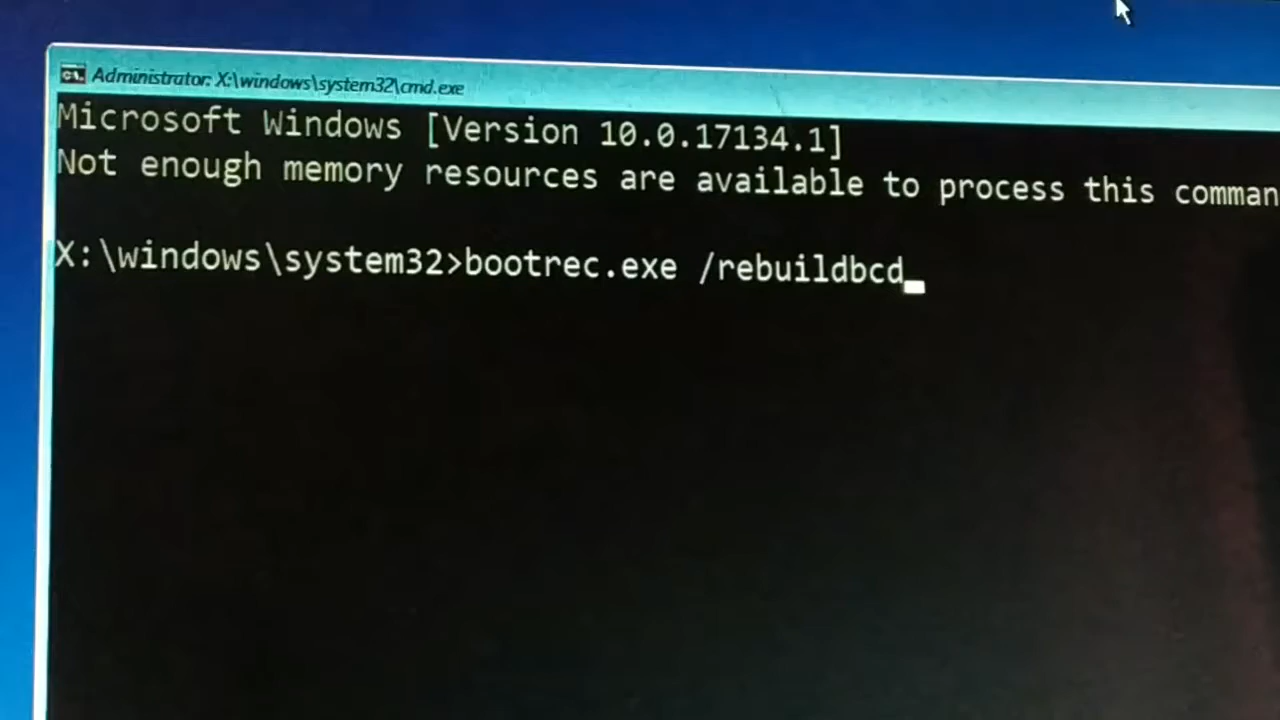 Administrator: X:\windows\system32\cmd.exe
Microsoft Windows [Version 10.0.17134.1]
Not enough memory resources are available to process this comman
X:\windows\system32>bootrec.exe /rebuildbcd